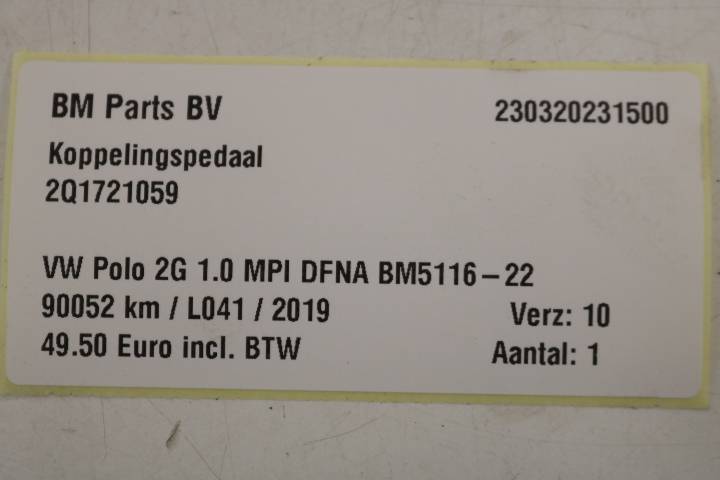 BM Parts BV 230320231500
Koppelingspedaal
2Q1721059
VW Polo 2G 1.0 MPI DFNA BM5116-22
90052 km / L041 / 2019 Verz: 10
49.50 Euro incl. BTW Aantal: 1